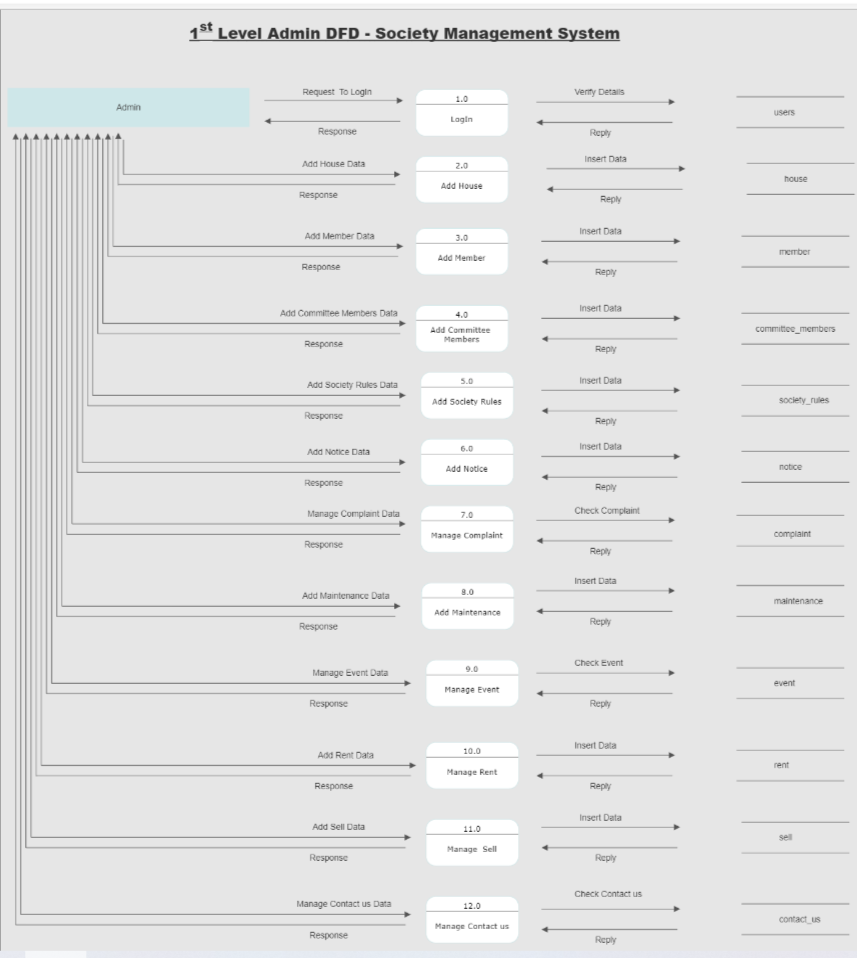 1st Level Admin DFD - Society Management System
Request To LogIn
Verify Details
1.0
Admin
LogIn
users
Response
Reply
Add House Data
Insert Data
2.0
Add House
house
Response
Reply
Add Member Data
Insert Data
3.0
Add Member
member
Response
Reply
Add Committee Members Data
Insert Data
4.0
Add Committee
Members
committee_members
Response
Reply
Add Society Rules Data
Insert Data
5.0
Add Society Rules
society_rules
Response
Reply
Add Notice Data
Insert Data
6.0
Add Notice
notice
Response
Reply
Manage Complaint Data
Check Complaint
7.0
Manage Complaint
complaint
Response
Reply
Add Maintenance Data
Insert Data
8.0
Add Maintenance
maintenance
Response
Reply
Manage Event Data
Check Event
9.0
Manage Event
event
Response
Reply
Add Rent Data
Insert Data
10.0
Manage Rent
rent
Response
Reply
Add Sell Data
Insert Data
11.0
Manage Sell
sell
Response
Reply
Manage Contact us Data
Check Contact us
12.0
Manage Contact us
contact_us
Response
Reply